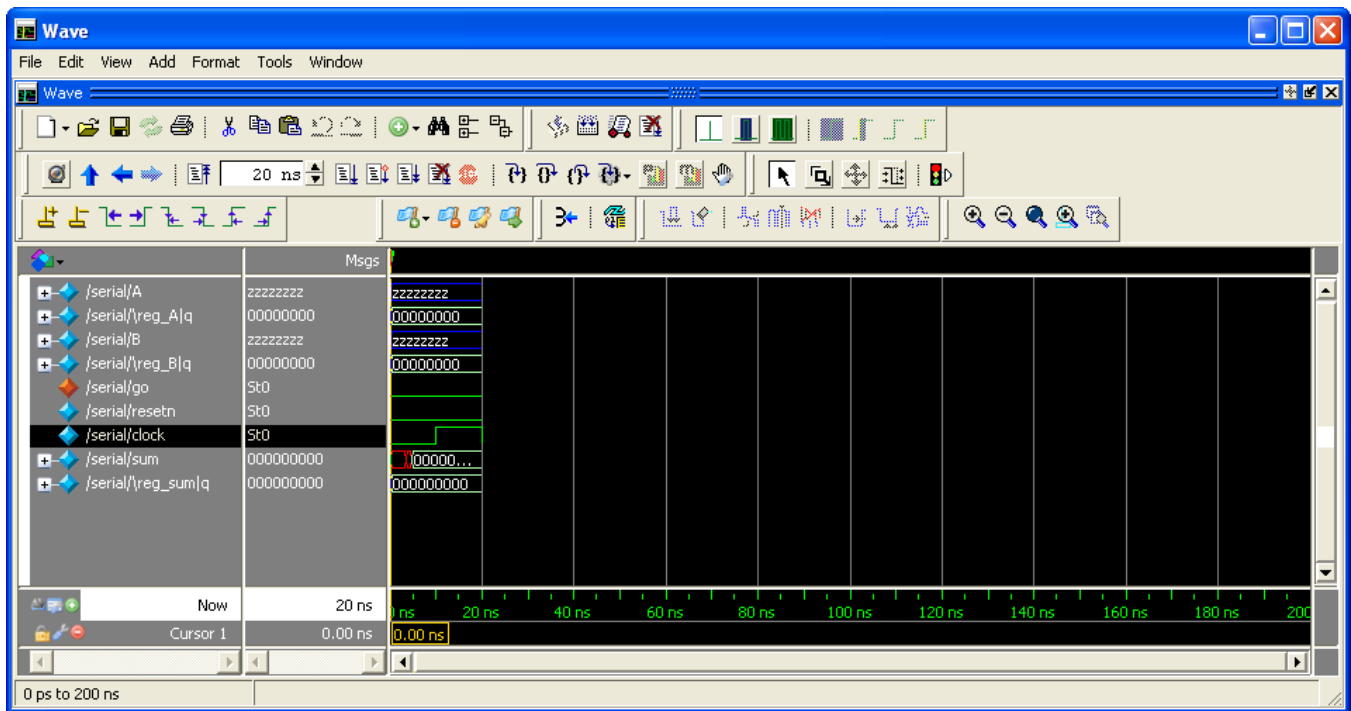 Wave
File Edit View Add Format Tools Window
Wave
20 ns
Msgs
/serial/A zzzzzzzz zzzzzzzz
/serial/\reg_A|q 00000000 00000000
/serial/B zzzzzzzz zzzzzzzz
/serial/\reg_B|q 00000000 00000000
/serial/go St0
/serial/resetn St0
/serial/clock St0
/serial/sum 000000000 00000...
/serial/\reg_sum|q 000000000 000000000
Now 20 ns ns 20 ns 40 ns 60 ns 80 ns 100 ns 120 ns 140 ns 160 ns 180 ns 200
Cursor 1 0.00 ns 0.00 ns
0 ps to 200 ns